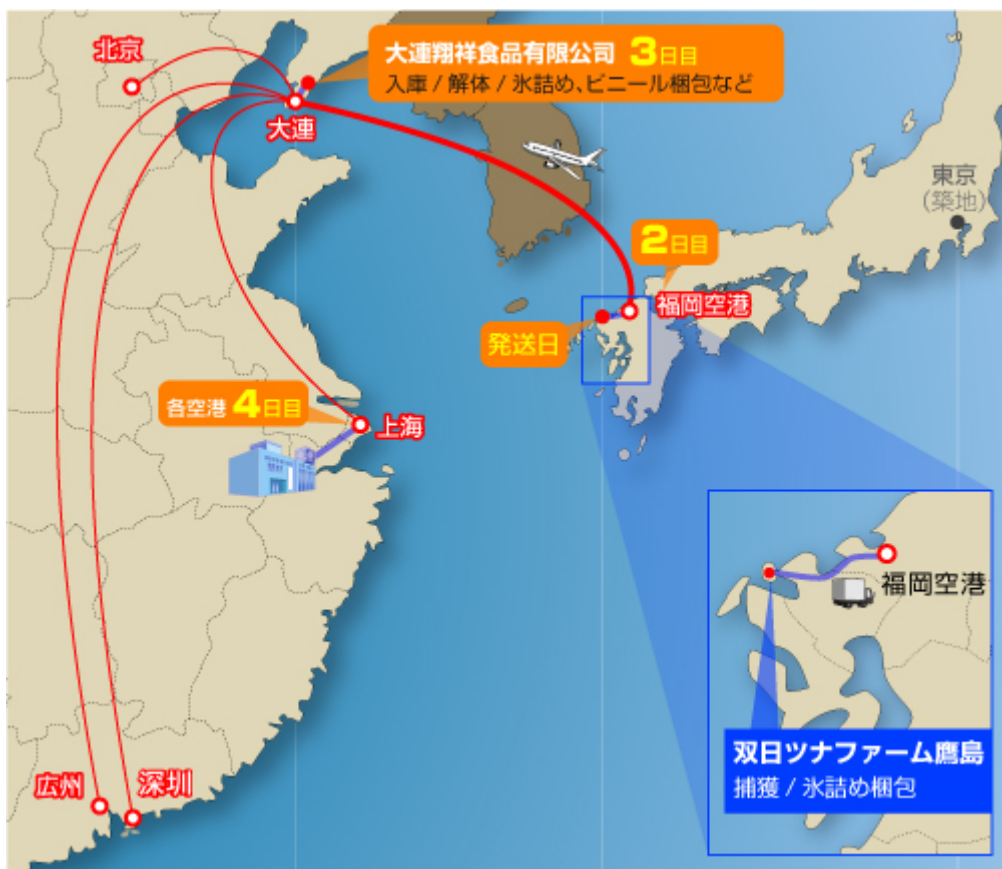 北京
大連翔祥食品有限公司 3日目
入庫 / 解体 / 氷詰め、ビニール梱包など
大連
東京
(築地)
2日目
福岡空港
発送日
各空港 4日目
上海
福岡空港
双日ツナファーム鷹島
捕獲 / 氷詰め梱包
広州
深圳